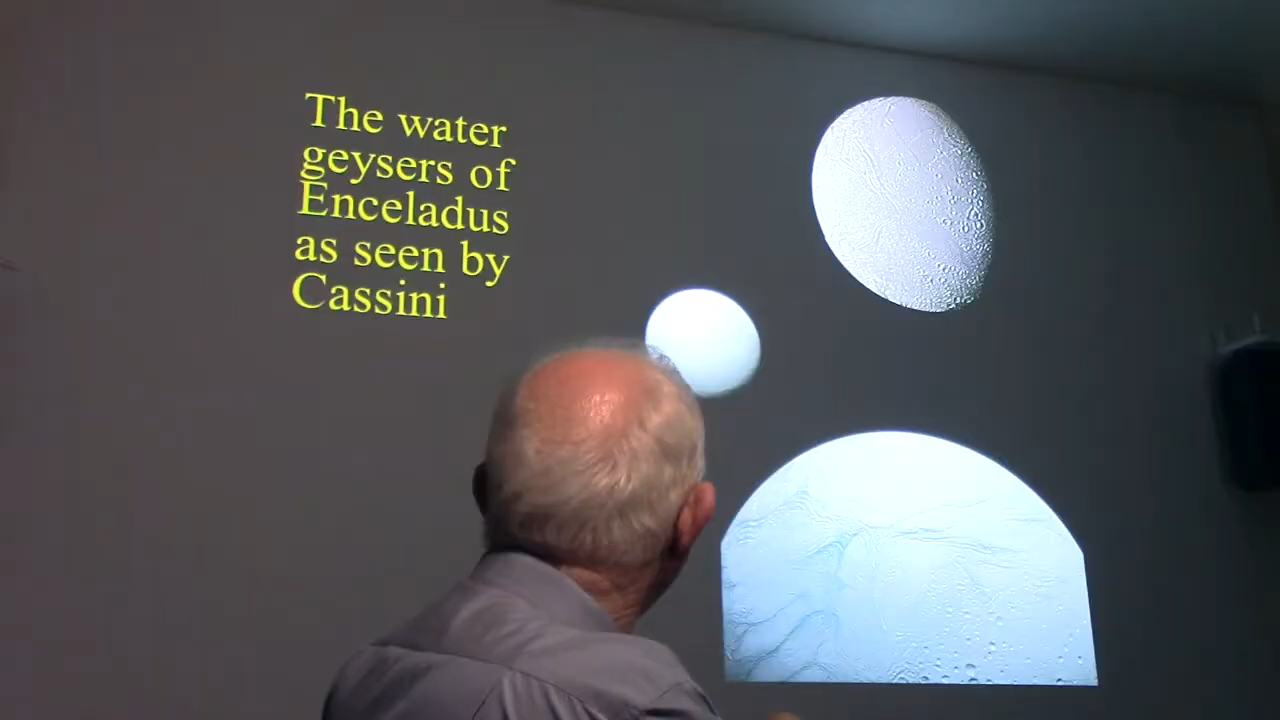 The water
geysers of
Enceladus
as seen by
Cassini